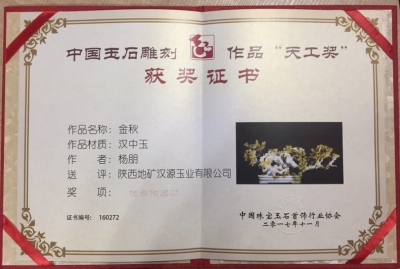 中国玉石雕刻 作品“天工奖”
获奖证书
作品名称：金秋
作品材质：汉中玉
作　者：杨朋
送　评：陕西地矿汉源玉业有限公司
奖　项：
证书编号：160272
中国珠宝玉石首饰行业协会
二〇一七年十一月